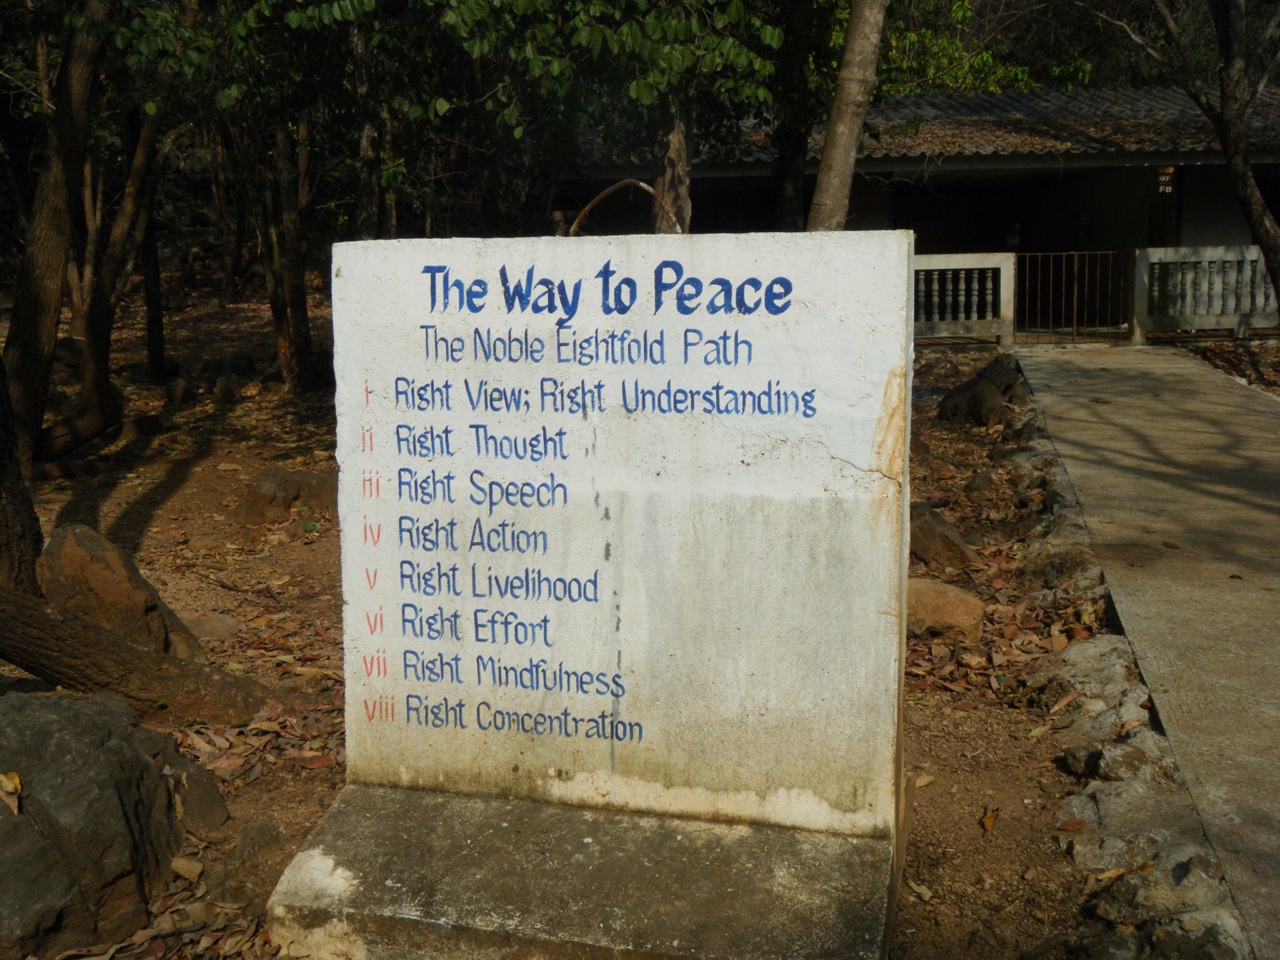 The Way to Peace
The Noble Eightfold Path
i Right View; Right Understanding
ii Right Thought
iii Right Speech
iv Right Action
v Right Livelihood
vi Right Effort
vii Right Mindfulness
viii Right Concentration